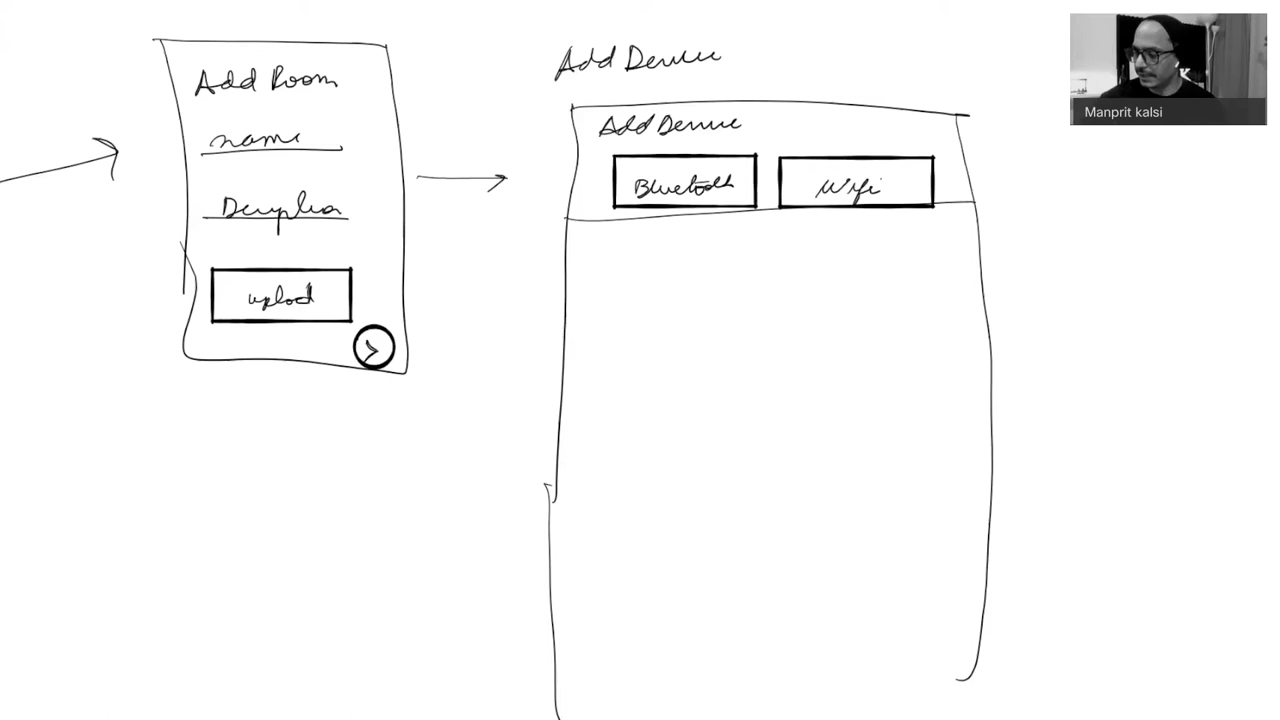 Add Room
name
upload
Add Device
Add Device
Bluetooth
Wifi
Manprit kalsi